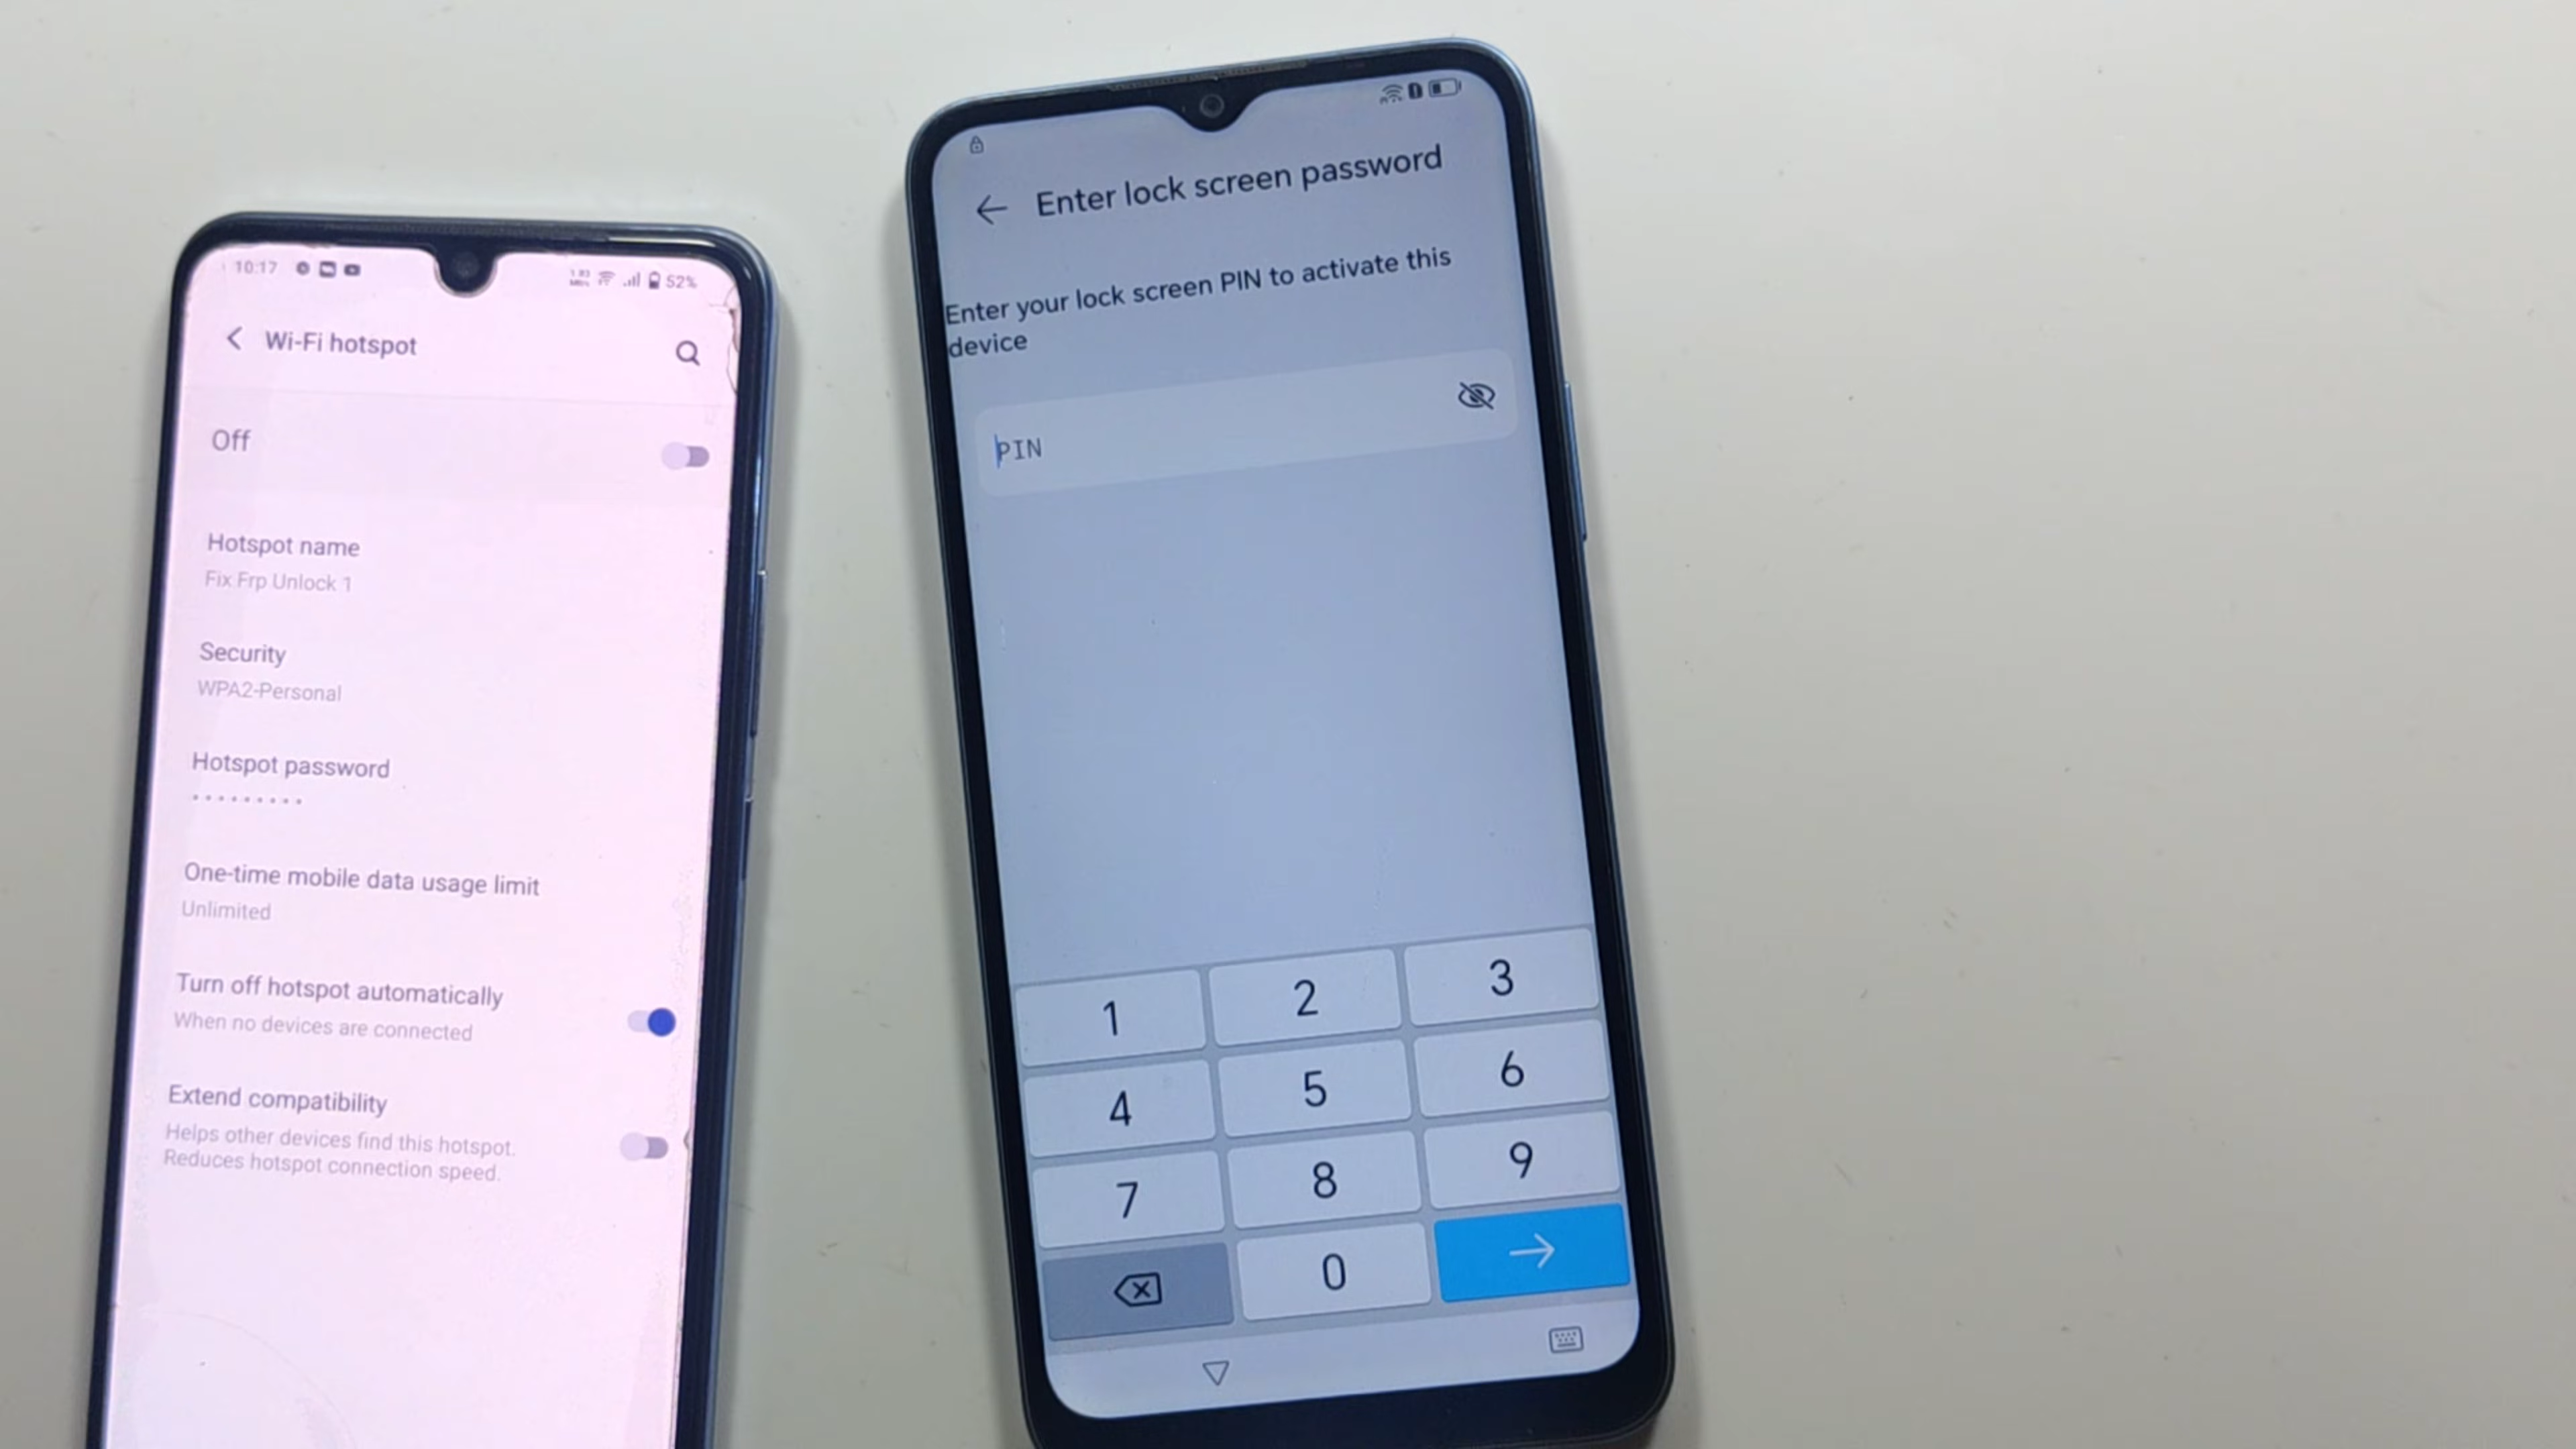 10:17
52%
Wi-Fi hotspot
Off
Hotspot name
Fix Frp Unlock 1
Security
WPA2-Personal
Hotspot password
•••••••••
One-time mobile data usage limit
Unlimited
Turn off hotspot automatically
When no devices are connected
Extend compatibility
Helps other devices find this hotspot.
Reduces hotspot connection speed.
Enter lock screen password
Enter your lock screen PIN to activate this
device
PIN
1 2 3
4 5 6
7 8 9
0